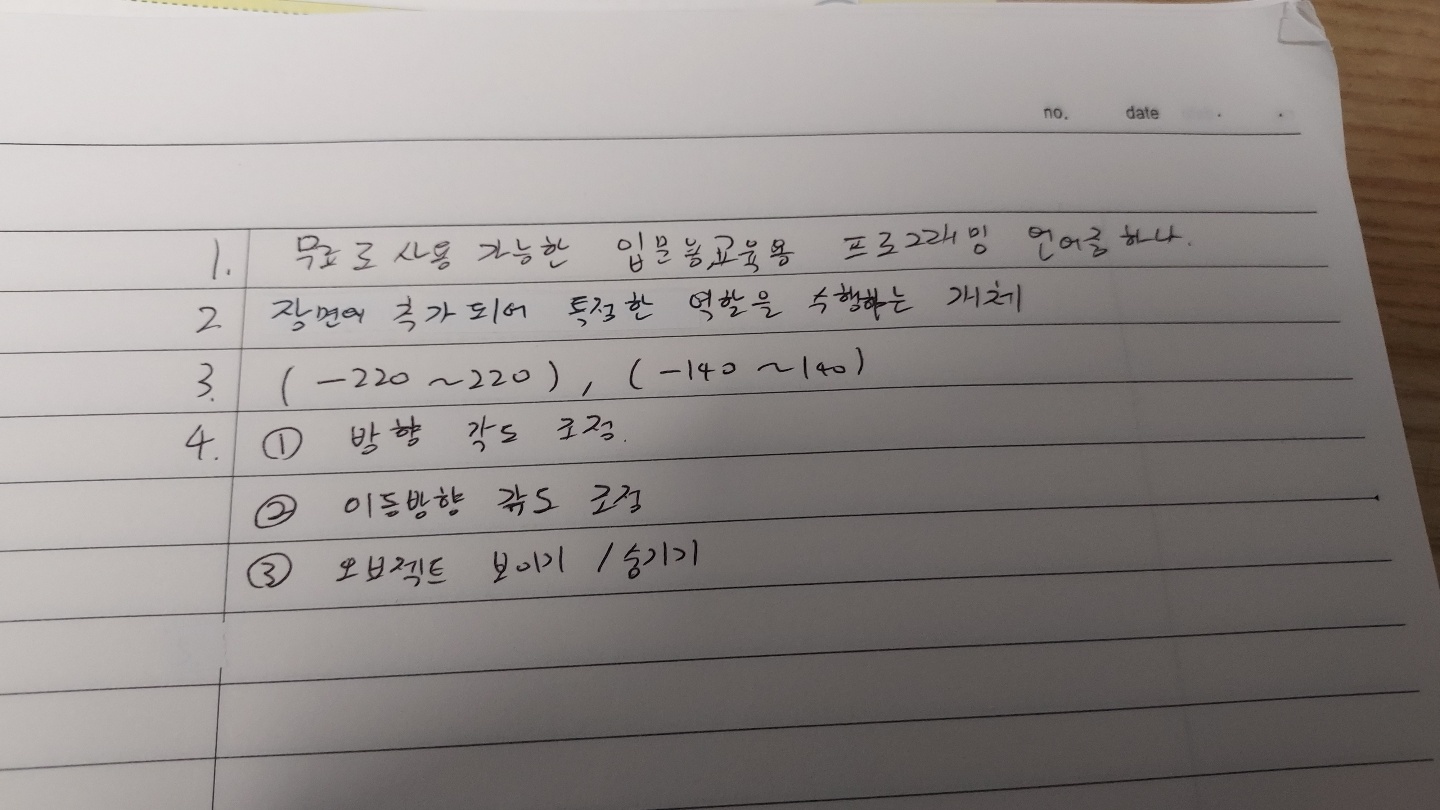 no. date . .
1. 무료로 사용 가능한 입문용교육용 프로그래밍 언어중하나.
2 장면에 추가되어 특정한 역할을 수행하는 개체
3. (-220~220), (-140~140)
4. ① 방향 각도 조정.
② 이동방향 각도 조정
③ 오브젝트 보이기 / 숨기기